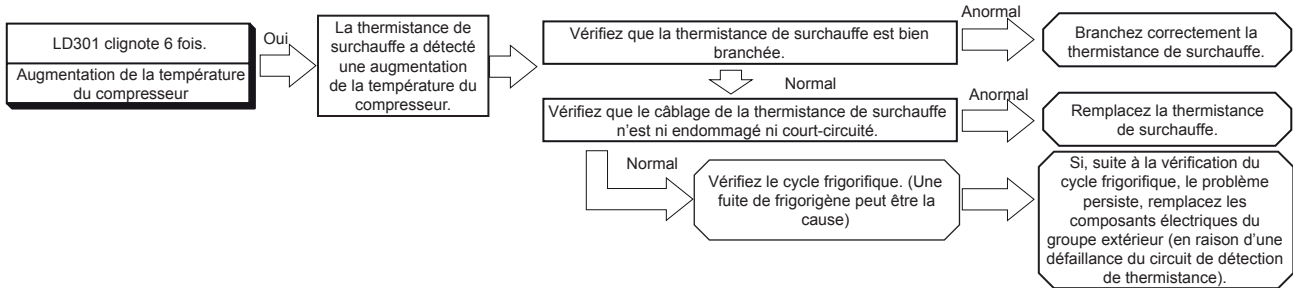 LD301 clignote 6 fois.
Augmentation de la température
du compresseur
Oui
La thermistance de
surchauffe a détecté
une augmentation
de la température du
compresseur.
Vérifiez que la thermistance de surchauffe est bien
branchée.
Anormal
Branchez correctement la
thermistance de surchauffe.
Normal
Vérifiez que le câblage de la thermistance de surchauffe
n'est ni endommagé ni court-circuité.
Anormal
Remplacez la thermistance
de surchauffe.
Normal
Vérifiez le cycle frigorifique. (Une
fuite de frigorigène peut être la
cause)
Si, suite à la vérification du
cycle frigorifique, le problème
persiste, remplacez les
composants électriques du
groupe extérieur (en raison d'une
défaillance du circuit de détection
de thermistance).